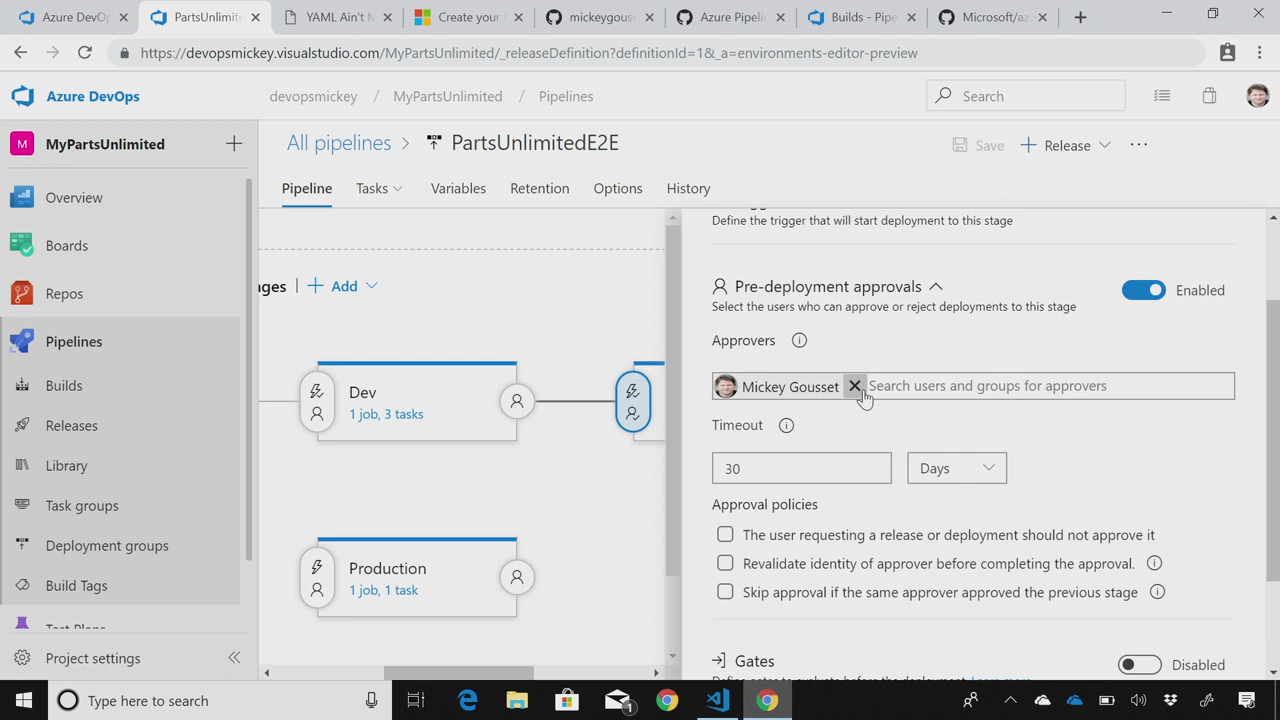 Azure DevO
PartsUnlimite
YAML Ain't M
Create your
mickeygouss
Azure Pipelin
Builds - Pipe
Microsoft/az
https://devopsmickey.visualstudio.com/MyPartsUnlimited/_releaseDefinition?definitionId=1&_a=environments-editor-preview
Azure DevOps
devopsmickey / MyPartsUnlimited / Pipelines
Search
M MyPartsUnlimited
All pipelines > PartsUnlimitedE2E
Save
Release
Pipeline Tasks Variables Retention Options History
Overview
Boards
Repos
Pipelines
Builds
Releases
Library
Task groups
Deployment groups
Build Tags
Project settings
ges | + Add
Dev
1 job, 3 tasks
Production
1 job, 1 task
Define the trigger that will start deployment to this stage
Pre-deployment approvals
Enabled
Select the users who can approve or reject deployments to this stage
Approvers
Mickey Gousset Search users and groups for approvers
Timeout
30 Days
Approval policies
The user requesting a release or deployment should not approve it
Revalidate identity of approver before completing the approval.
Skip approval if the same approver approved the previous stage
Gates
Disabled
Type here to search
1